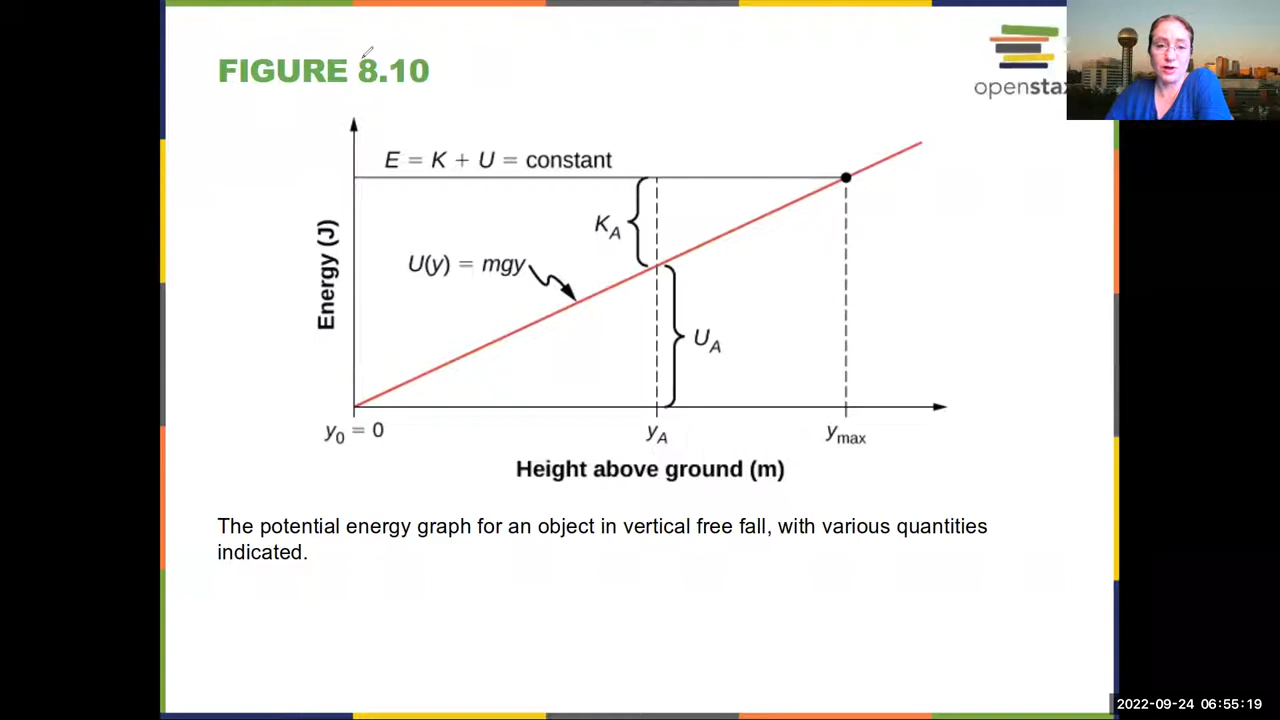 FIGURE 8.10
openstax
E = K + U = constant
K_A
U(y) = mgy
Energy (J)
U_A
y_0 = 0
y_A
y_max
Height above ground (m)
The potential energy graph for an object in vertical free fall, with various quantities
indicated.
2022-09-24 06:55:19